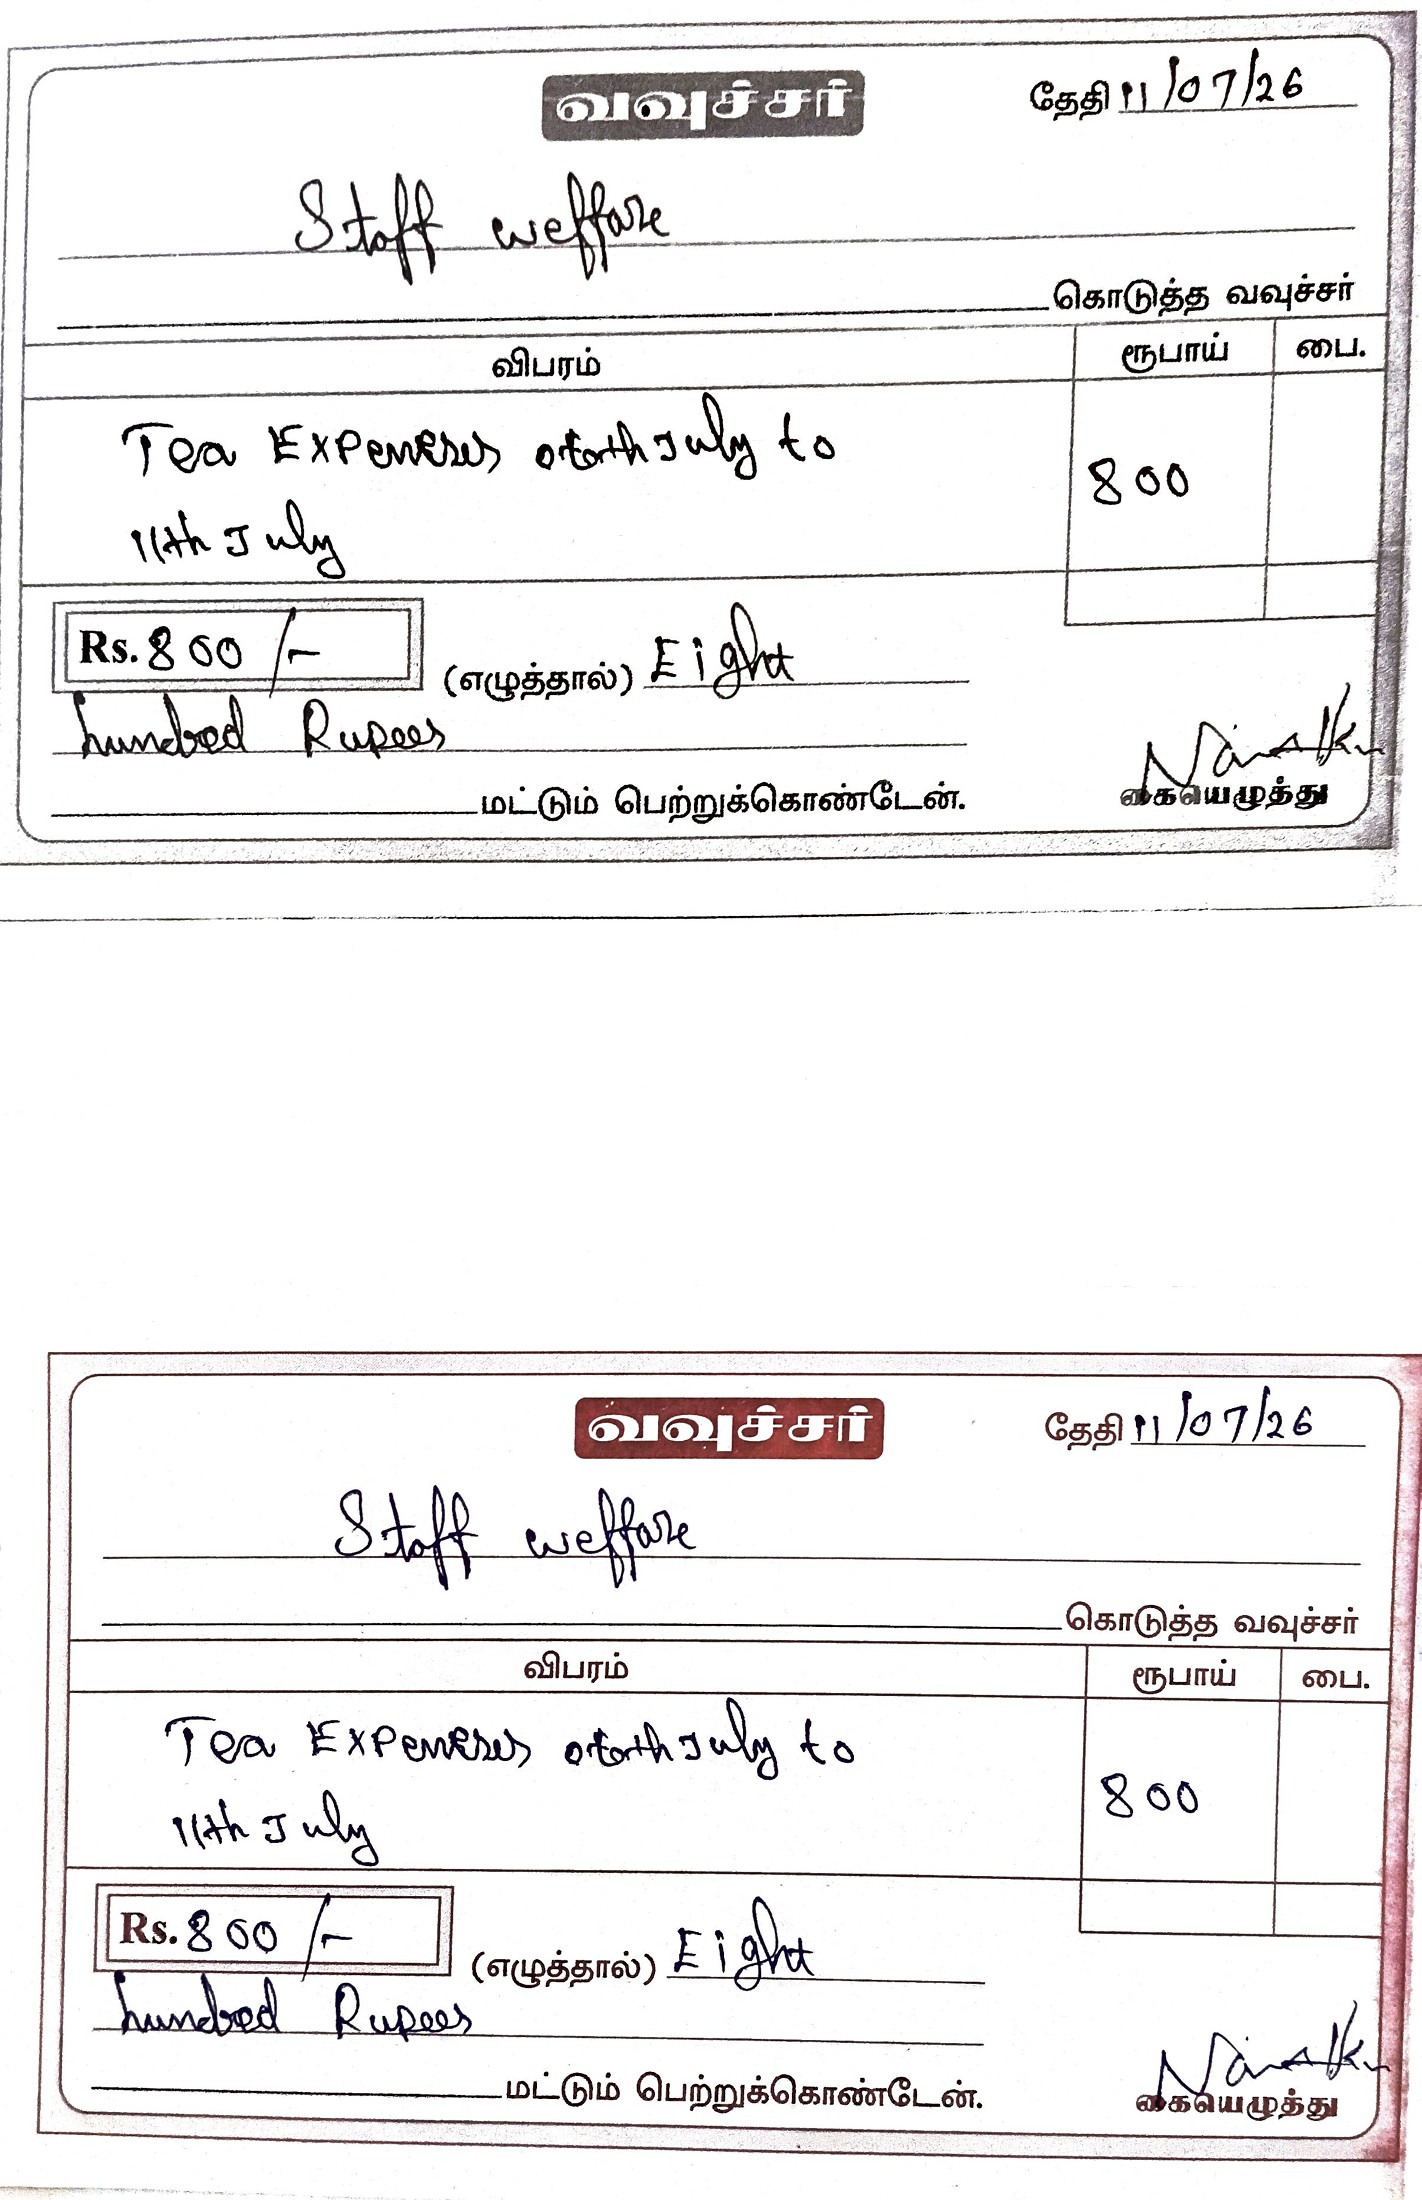 வவுச்சர்
தேதி 11/07/26
Staff welfare
கொடுத்த வவுச்சர்
விபரம் ரூபாய் பை.
Tea Expenses July to
800
11th July
Rs. 800/-
(எழுத்தால்) Eight
hundred Rupees
மட்டும் பெற்றுக்கொண்டேன்.
கையெழுத்து
வவுச்சர்
தேதி 11/07/26
Staff welfare
கொடுத்த வவுச்சர்
விபரம் ரூபாய் பை.
Tea Expenses July to
800
11th July
Rs. 800/-
(எழுத்தால்) Eight
hundred Rupees
மட்டும் பெற்றுக்கொண்டேன்.
கையெழுத்து